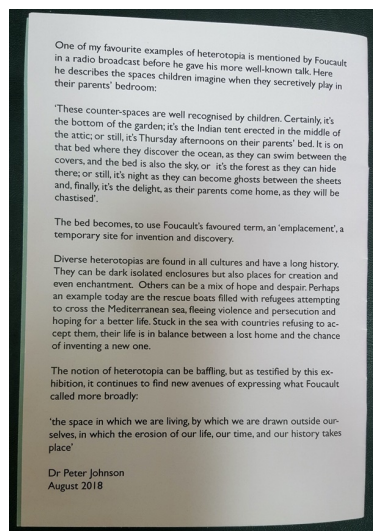 One of my favourite examples of heterotopia is mentioned by Foucault
in a radio broadcast before he gave his more well-known talk. Here
he describes the spaces children imagine when they secretively play in
their parents' bedroom:
'These counter-spaces are well recognised by children. Certainly, it's
the bottom of the garden; it's the Indian tent erected in the middle of
the attic; or still, it's Thursday afternoons on their parents' bed. It is on
that bed where they discover the ocean, as they can swim between the
covers, and the bed is also the sky, or it's the forest as they can hide
there; or still, it's night as they can become ghosts between the sheets
and, finally, it's the delight, as their parents come home, as they will be
chastised'.
The bed becomes, to use Foucault's favoured term, an 'emplacement', a
temporary site for invention and discovery.
Diverse heterotopias are found in all cultures and have a long history.
They can be dark isolated enclosures but also places for creation and
even enchantment. Others can be a mix of hope and despair. Perhaps
an example today are the rescue boats filled with refugees attempting
to cross the Mediterranean sea, fleeing violence and persecution and
hoping for a better life. Stuck in the sea with countries refusing to ac-
cept them, their life is in balance between a lost home and the chance
of inventing a new one.
The notion of heterotopia can be baffling, but as testified by this ex-
hibition, it continues to find new avenues of expressing what Foucault
called more broadly:
'the space in which we are living, by which we are drawn outside our-
selves, in which the erosion of our life, our time, and our history takes
place'
Dr Peter Johnson
August 2018